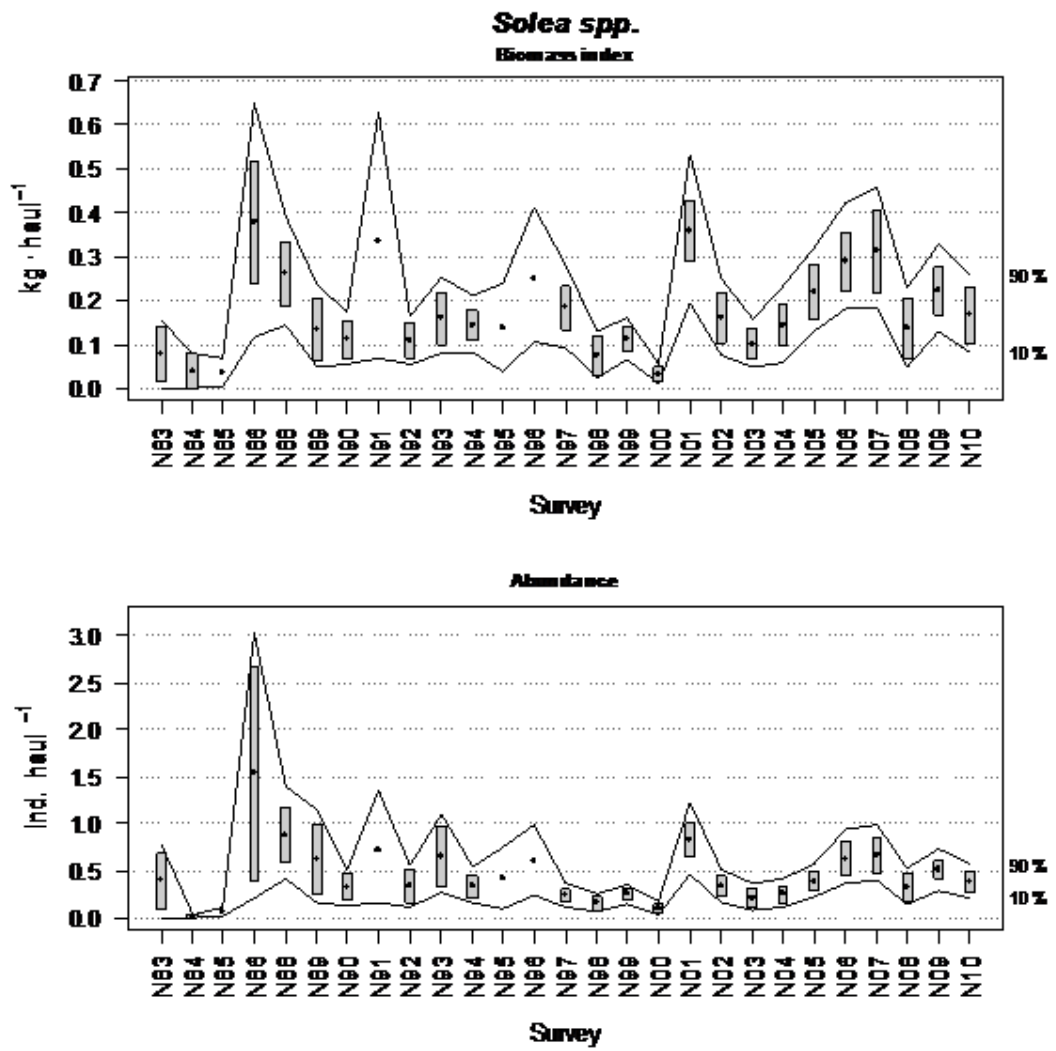 Solea spp.
Biomass index
kg · haul⁻¹
0.7
0.6
0.5
0.4
0.3
0.2
0.1
0.0
90 %
10 %
N83 N84 N85 N86 N88 N89 N90 N91 N92 N93 N94 N95 N96 N97 N98 N99 N00 N01 N02 N03 N04 N05 N06 N07 N08 N09 N10
Survey
Abundance
Ind. haul ⁻¹
3.0
2.5
2.0
1.5
1.0
0.5
0.0
90 %
10 %
N83 N84 N85 N86 N88 N89 N90 N91 N92 N93 N94 N95 N96 N97 N98 N99 N00 N01 N02 N03 N04 N05 N06 N07 N08 N09 N10
Survey